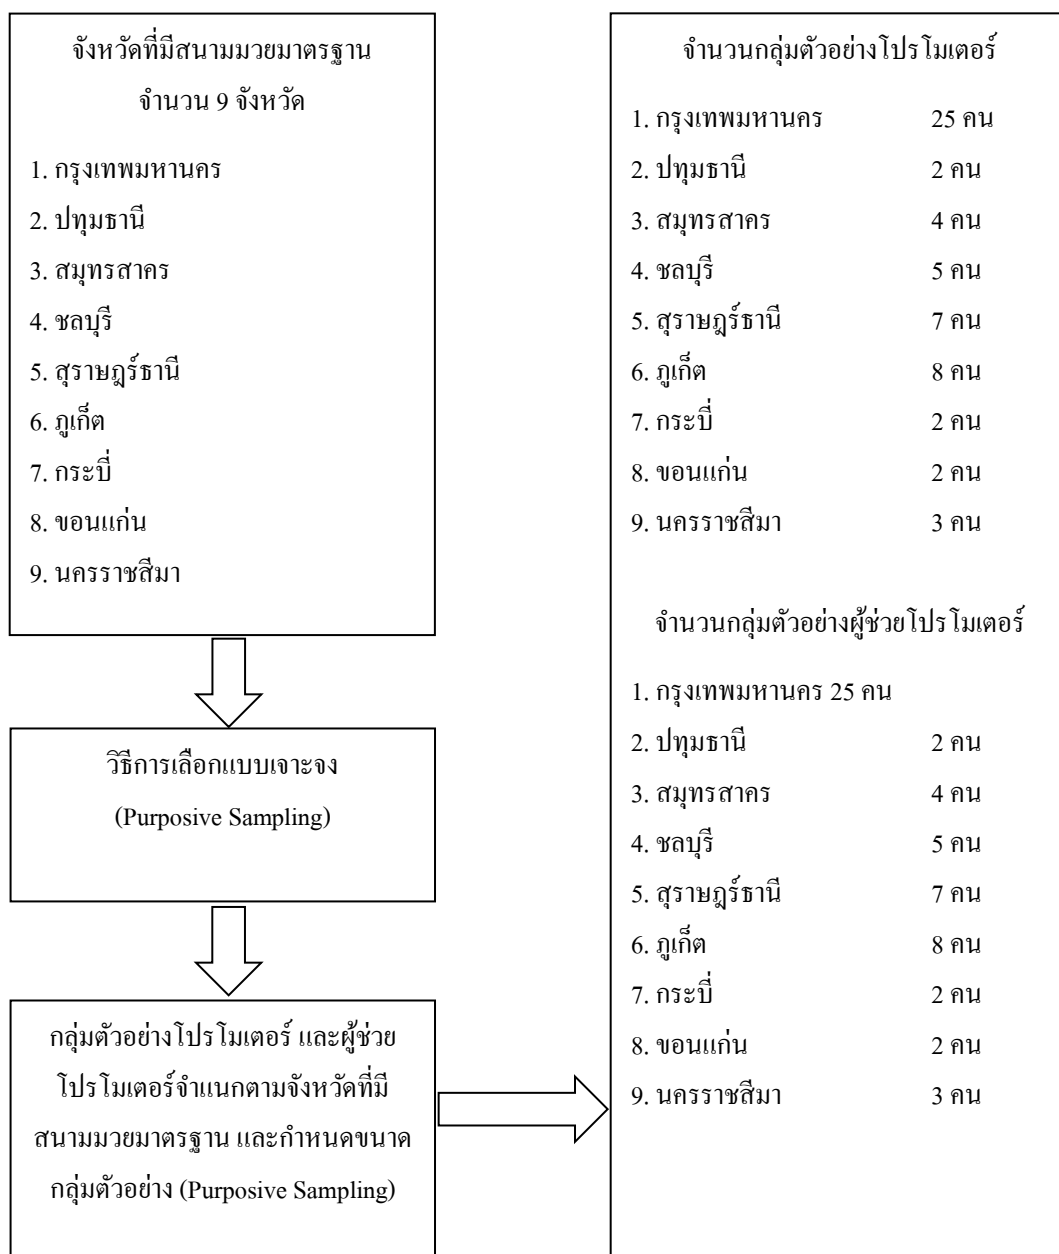 จังหวัดที่มีสนามมวยมาตรฐาน
จำนวน 9 จังหวัด
1. กรุงเทพมหานคร
2. ปทุมธานี
3. สมุทรสาคร
4. ชลบุรี
5. สุราษฎร์ธานี
6. ภูเก็ต
7. กระบี่
8. ขอนแก่น
9. นครราชสีมา
วิธีการเลือกแบบเจาะจง
(Purposive Sampling)
กลุ่มตัวอย่างโปรโมเตอร์ และผู้ช่วย
โปรโมเตอร์จำแนกตามจังหวัดที่มี
สนามมวยมาตรฐาน และกำหนดขนาด
กลุ่มตัวอย่าง (Purposive Sampling)
จำนวนกลุ่มตัวอย่างโปรโมเตอร์
1. กรุงเทพมหานคร 25 คน
2. ปทุมธานี 2 คน
3. สมุทรสาคร 4 คน
4. ชลบุรี 5 คน
5. สุราษฎร์ธานี 7 คน
6. ภูเก็ต 8 คน
7. กระบี่ 2 คน
8. ขอนแก่น 2 คน
9. นครราชสีมา 3 คน
จำนวนกลุ่มตัวอย่างผู้ช่วยโปรโมเตอร์
1. กรุงเทพมหานคร 25 คน
2. ปทุมธานี 2 คน
3. สมุทรสาคร 4 คน
4. ชลบุรี 5 คน
5. สุราษฎร์ธานี 7 คน
6. ภูเก็ต 8 คน
7. กระบี่ 2 คน
8. ขอนแก่น 2 คน
9. นครราชสีมา 3 คน